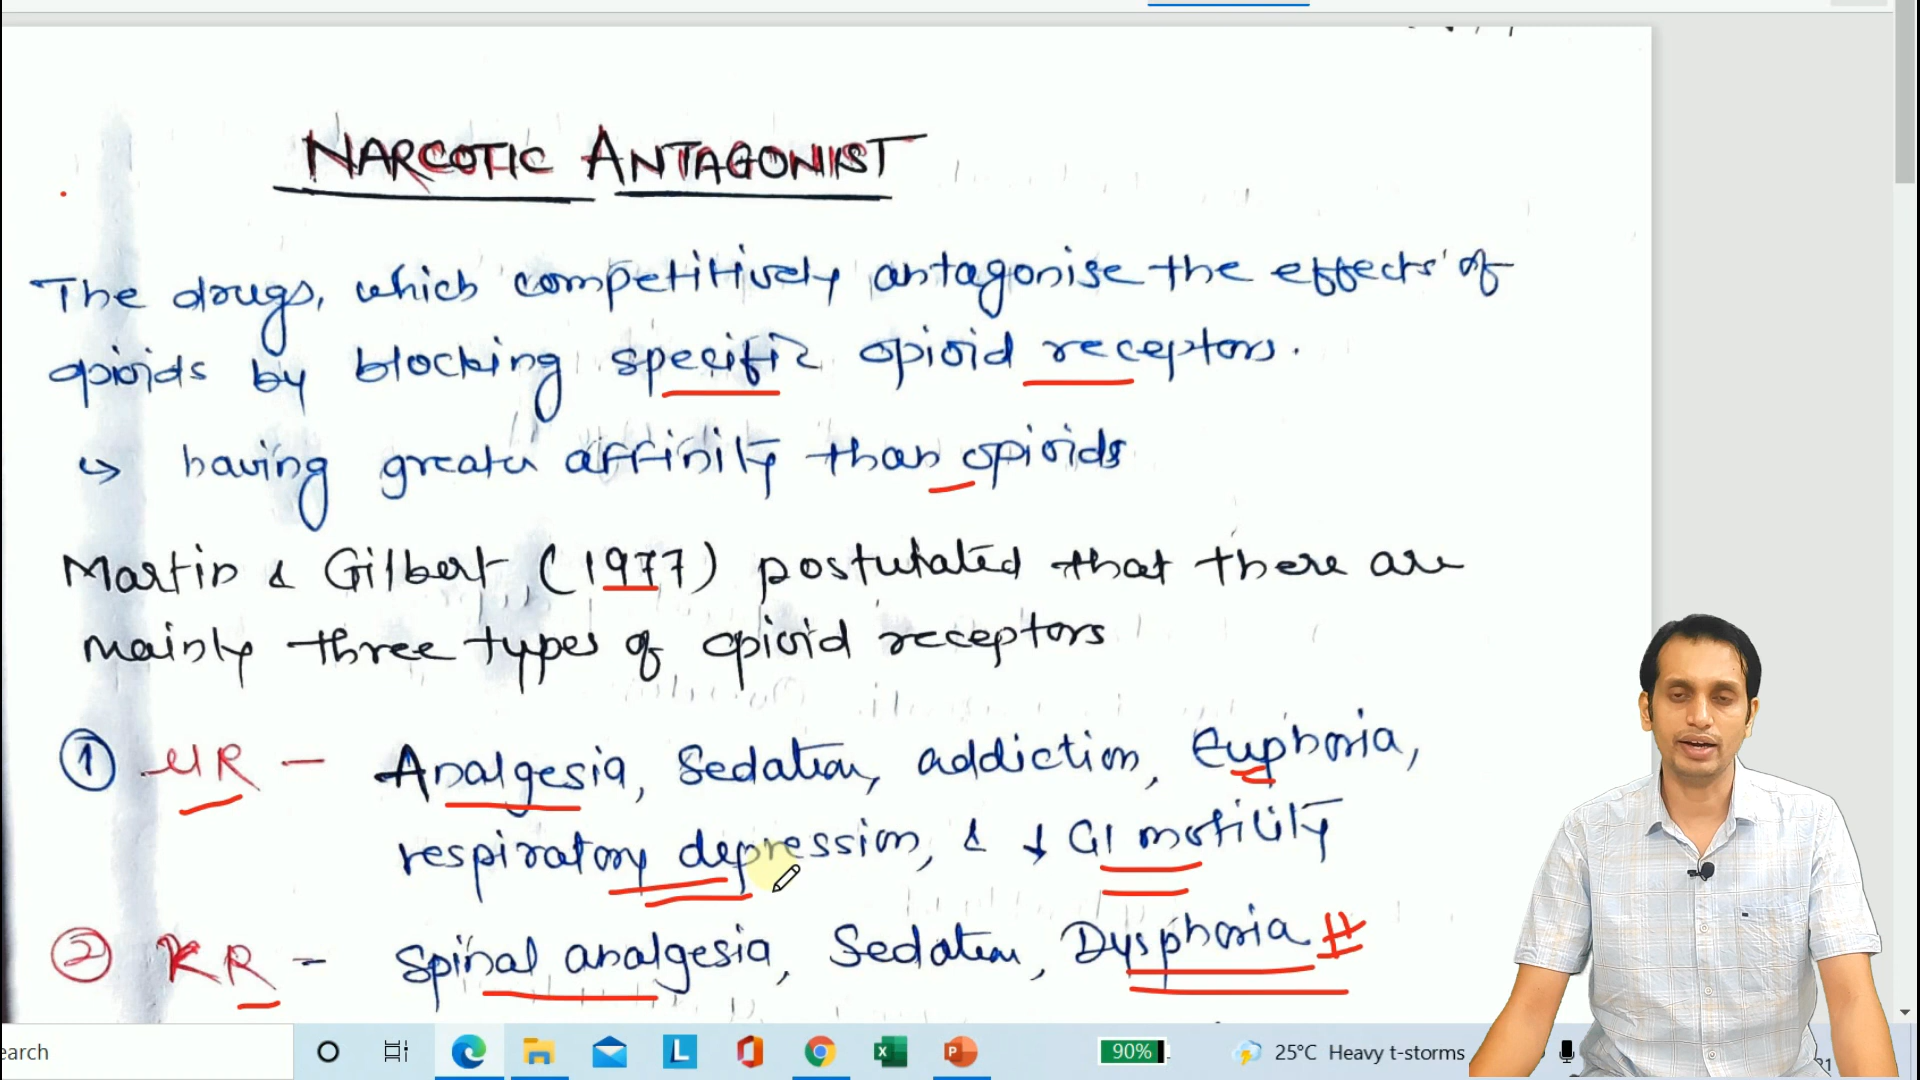 NARCOTIC ANTAGONIST
The drugs, which competitively antagonise the effects of
opioids by blocking specific opioid receptors.
↳ having greater affinity than opioids
Martin & Gilbert (1977) postulated that there are
mainly three types of opioid receptors
① μR - Analgesia, Sedation, addiction, Euphoria,
respiratory depression, & ↓ GI motility
② KR - Spinal analgesia, Sedation, Dysphoria #
earch
L
90%
25°C Heavy t-storms